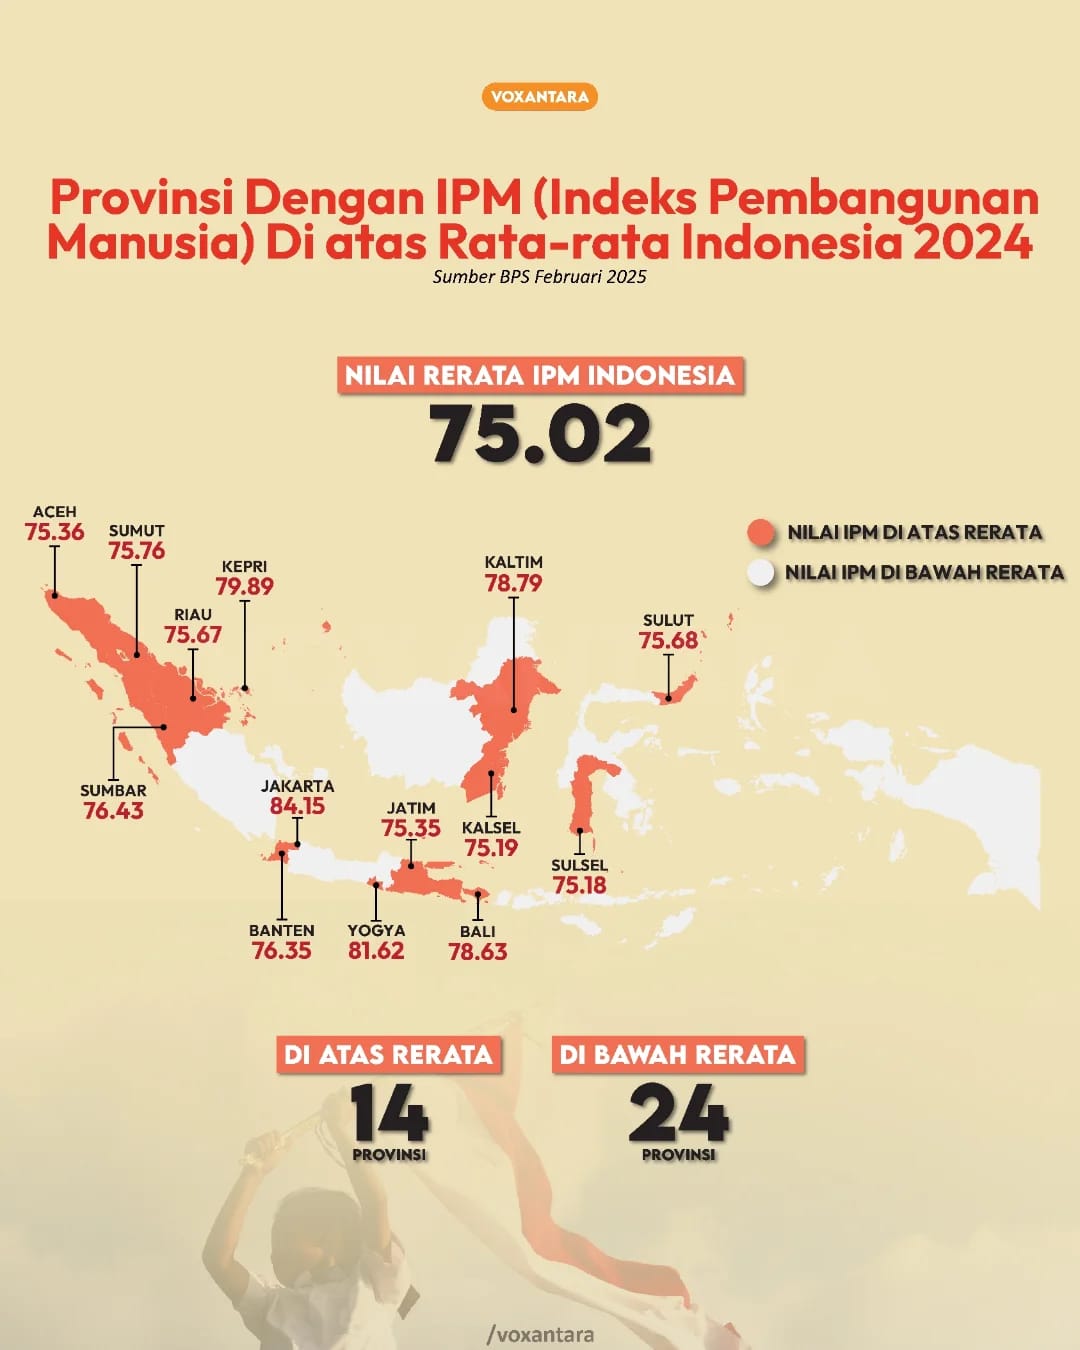 VOXANTARA
Provinsi Dengan IPM (Indeks Pembangunan
Manusia) Di atas Rata-rata Indonesia 2024
Sumber BPS Februari 2025
NILAI RERATA IPM INDONESIA
75.02
NILAI IPM DI ATAS RERATA
NILAI IPM DI BAWAH RERATA
ACEH
75.36
SUMUT
75.76
KEPRI
79.89
RIAU
75.67
KALTIM
78.79
SULUT
75.68
SUMBAR
76.43
JAKARTA
84.15
JATIM
75.35
KALSEL
75.19
SULSEL
75.18
BANTEN
76.35
YOGYA
81.62
BALI
78.63
DI ATAS RERATA
14
PROVINSI
DI BAWAH RERATA
24
PROVINSI
/voxantara